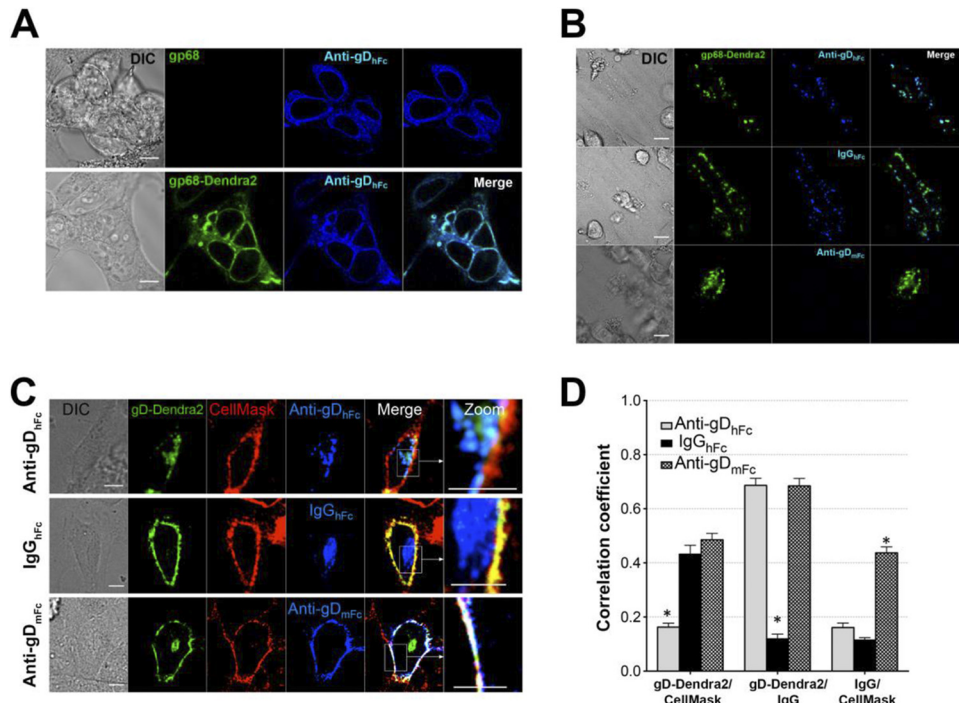 A
DIC
gp68
Anti-gDhFc
gp68-Dendra2
Anti-gDhFc
Merge
B
DIC
gp68-Dendra2
Anti-gDhFc
Merge
IgGhFc
Anti-gDmFc
C
Anti-gDhFc
DIC
gD-Dendra2
CellMask
Anti-gDhFc
Merge
Zoom
IgGhFc
IgGhFc
Anti-gDmFc
Anti-gDmFc
D
Correlation coefficient
1.0
0.8
0.6
0.4
0.2
0.0
Anti-gDhFc
IgGhFc
Anti-gDmFc
*
*
*
gD-Dendra2/
CellMask
gD-Dendra2/
IgG
IgG/
CellMask